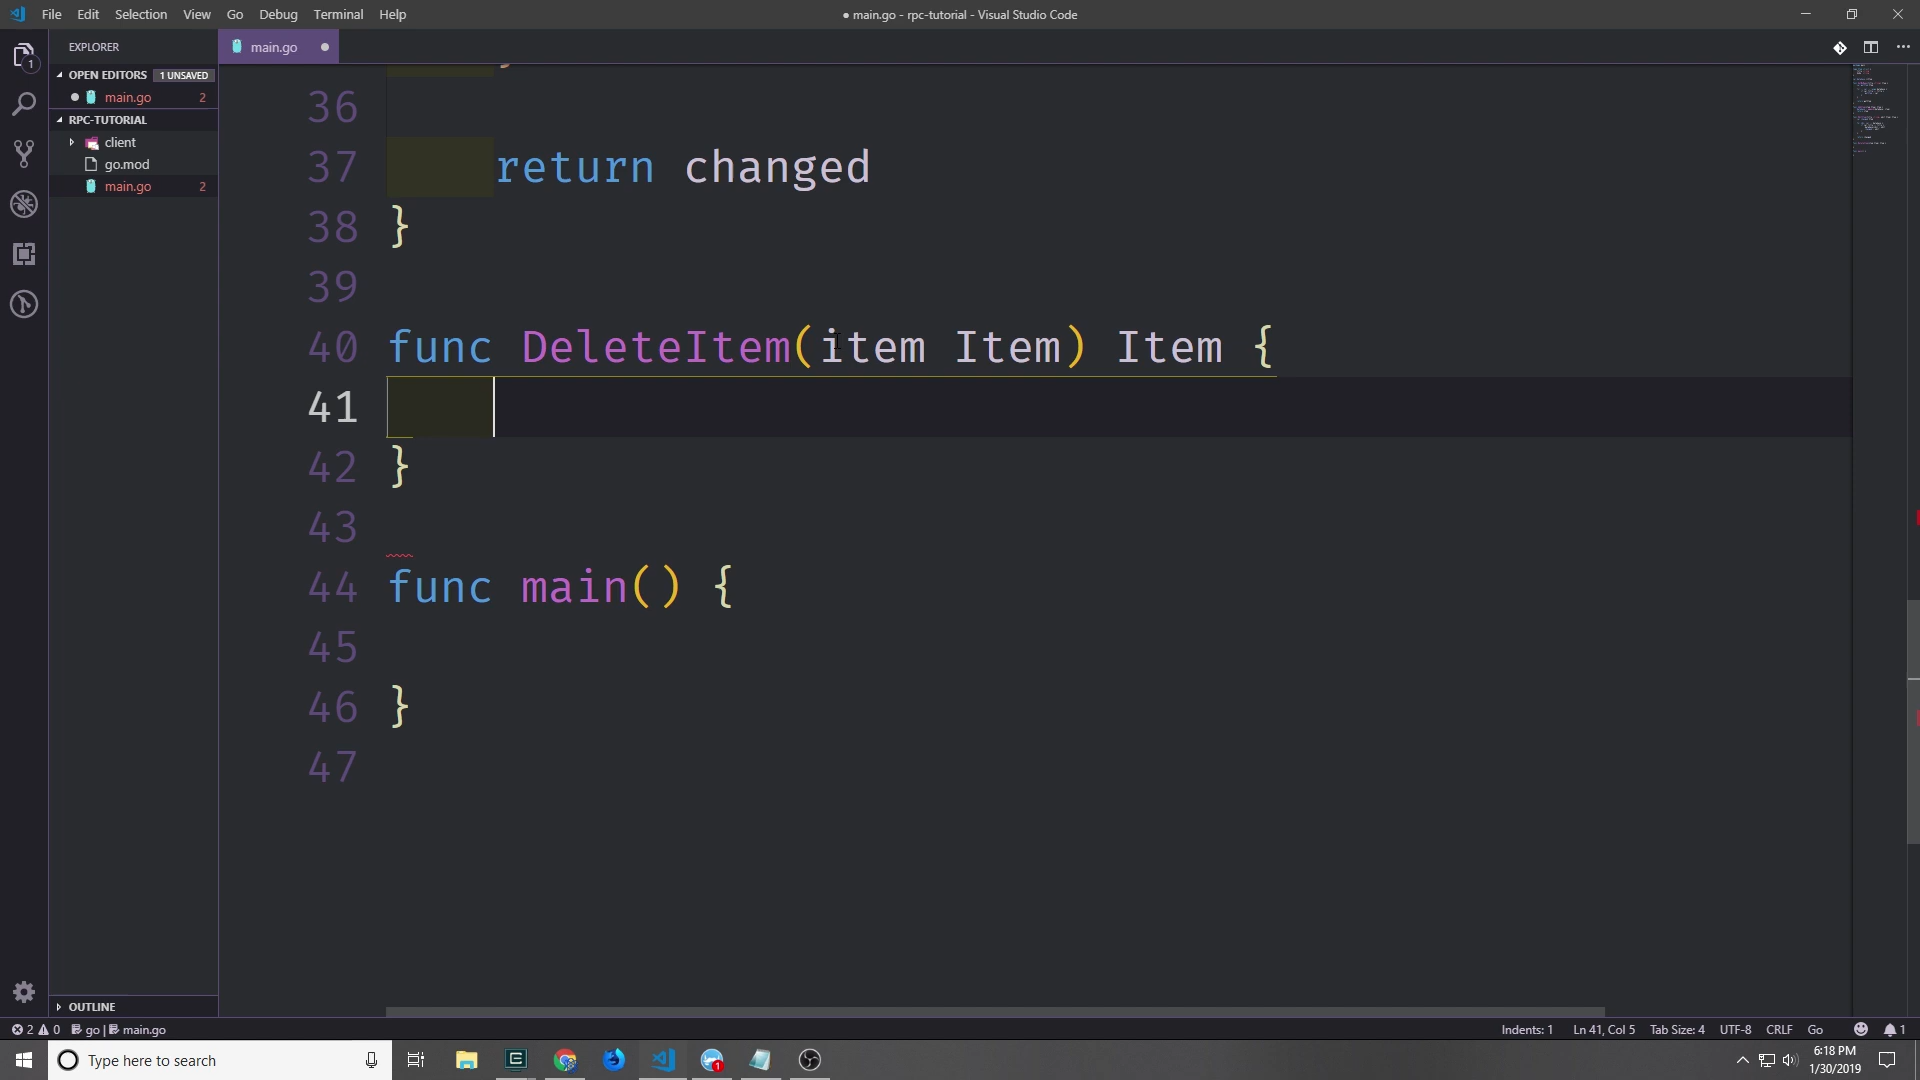 File Edit Selection View Go Debug Terminal Help
● main.go - rpc-tutorial - Visual Studio Code
EXPLORER
main.go
OPEN EDITORS 1 UNSAVED
main.go 2
RPC-TUTORIAL
client
go.mod
main.go 2
1
36
37 return changed
38 }
39
40 func DeleteItem(item Item) Item {
41
42 }
43
44 func main() {
45
46 }
47
OUTLINE
2 0 go | main.go
Indents: 1 Ln 41, Col 5 Tab Size: 4 UTF-8 CRLF Go 1
Type here to search
1
6:18 PM
1/30/2019